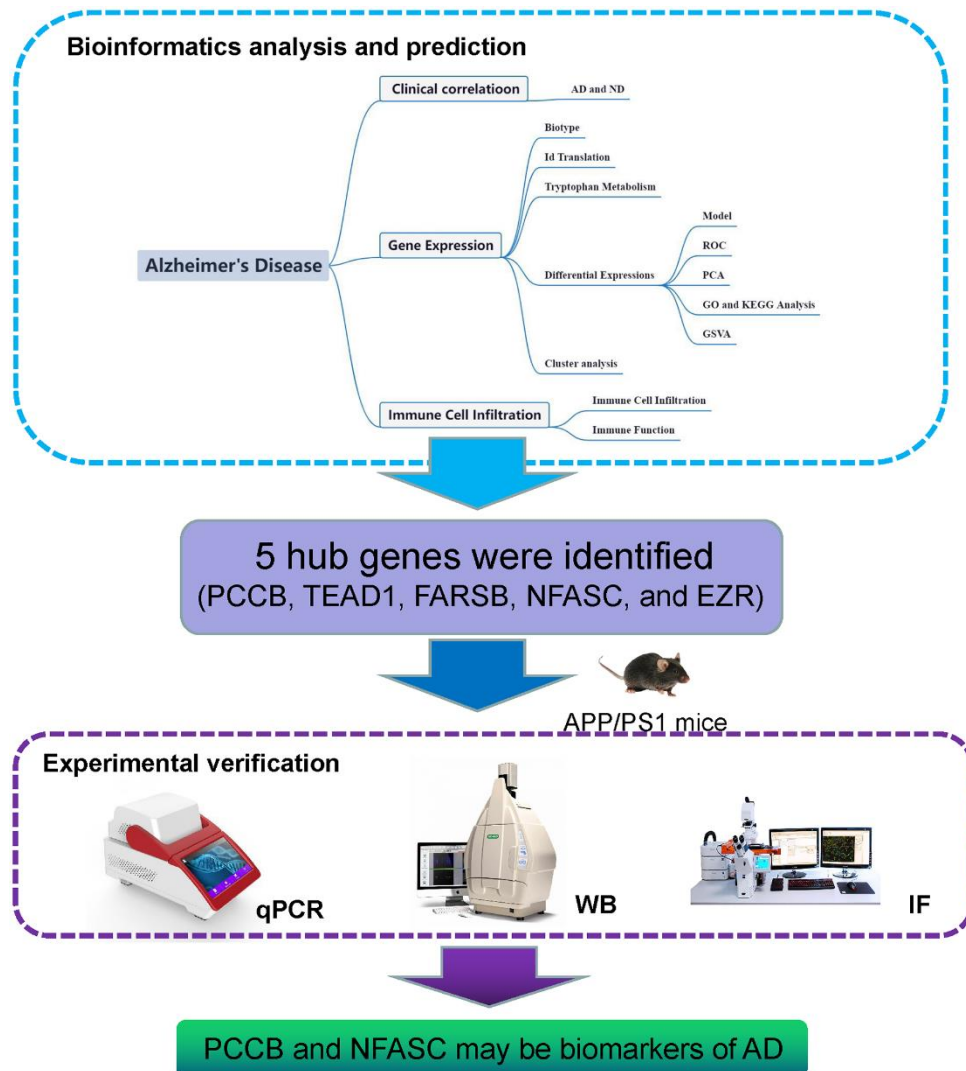 Bioinformatics analysis and prediction
Clinical correlatioon
AD and ND
Biotype
Id Translation
Tryptophan Metabolism
Model
Gene Expression
ROC
Alzheimer's Disease
Differential Expressions
PCA
GO and KEGG Analysis
GSVA
Cluster analysis
Immune Cell Infiltration
Immune Cell Infiltration
Immune Function
5 hub genes were identified
(PCCB, TEAD1, FARSB, NFASC, and EZR)
APP/PS1 mice
Experimental verification
qPCR
WB
IF
PCCB and NFASC may be biomarkers of AD